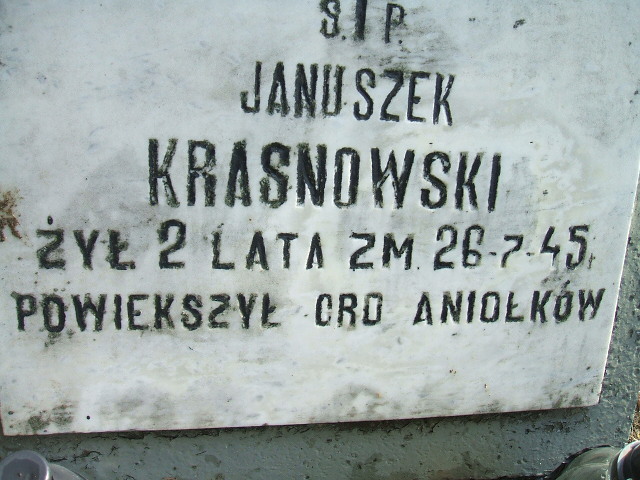 Ś.†P.
JANUSZEK
KRASNOWSKI
ŻYŁ 2 LATA ZM. 26-7-45,
POWIEKSZYŁ GRO ANIOŁKÓW